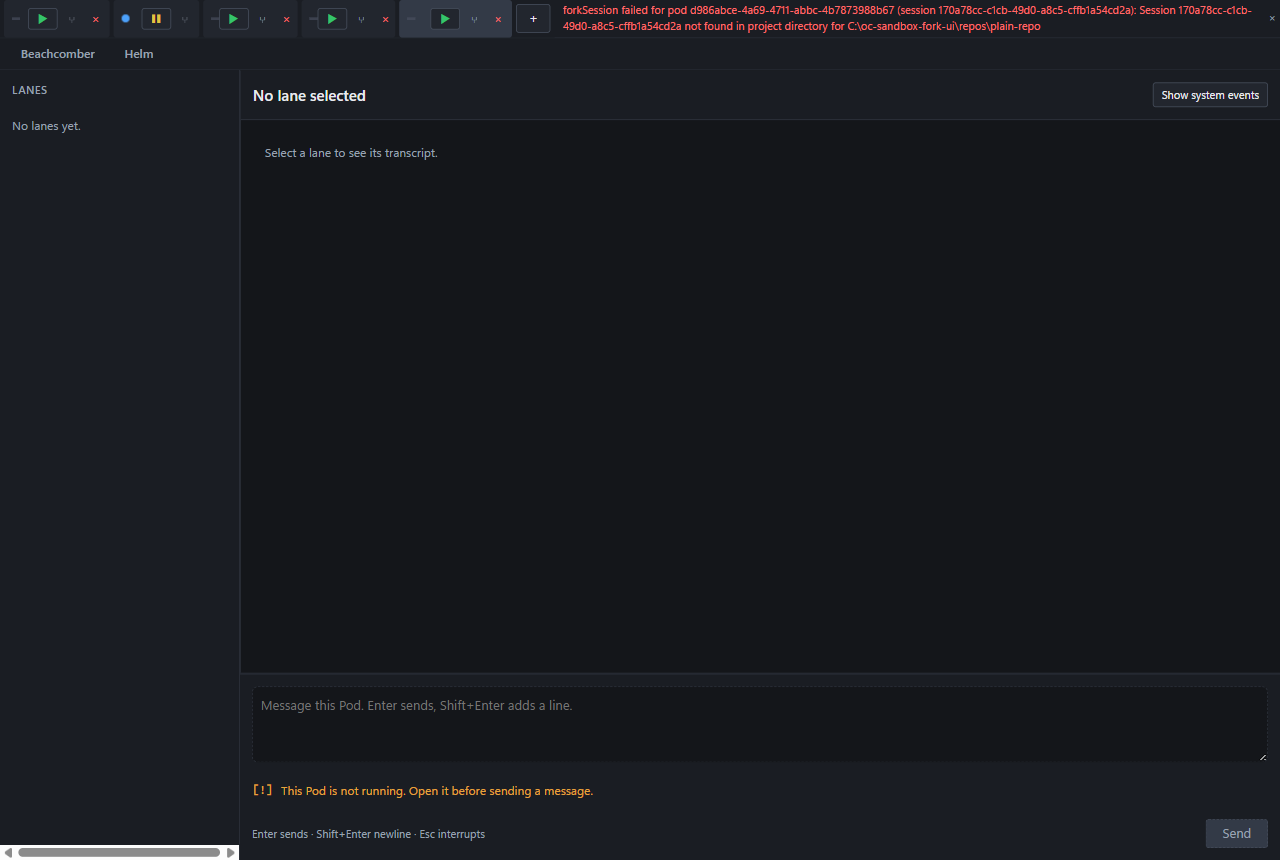 +
forkSession failed for pod d986abce-4a69-4711-abbc-4b7873988b67 (session 170a78cc-c1cb-49d0-a8c5-cffb1a54cd2a): Session 170a78cc-c1cb-
49d0-a8c5-cffb1a54cd2a not found in project directory for C:\oc-sandbox-fork-ui\repos\plain-repo
×
Beachcomber Helm
LANES
No lanes yet.
No lane selected
Show system events
Select a lane to see its transcript.
Message this Pod. Enter sends, Shift+Enter adds a line.
[!] This Pod is not running. Open it before sending a message.
Enter sends · Shift+Enter newline · Esc interrupts
Send